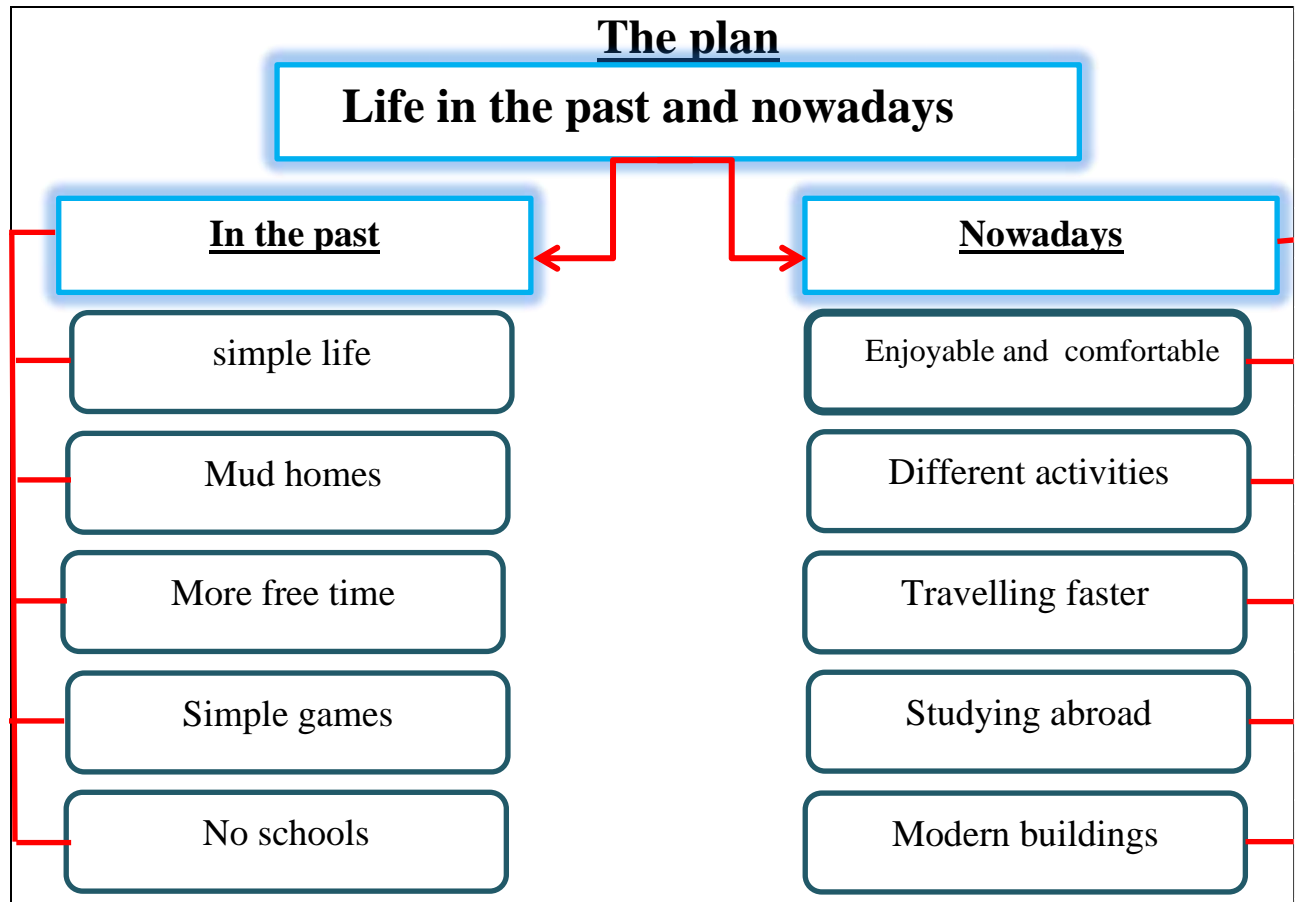 The plan
Life in the past and nowadays
In the past
simple life
Mud homes
More free time
Simple games
No schools
Nowadays
Enjoyable and comfortable
Different activities
Travelling faster
Studying abroad
Modern buildings